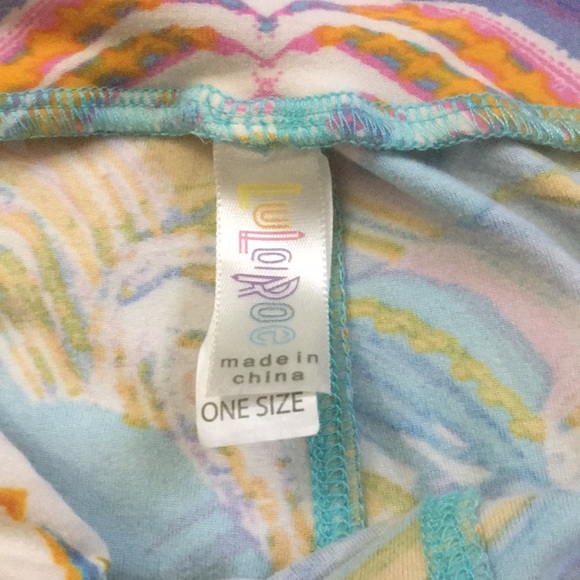 LuLaRoe
made in
china
ONE SIZE